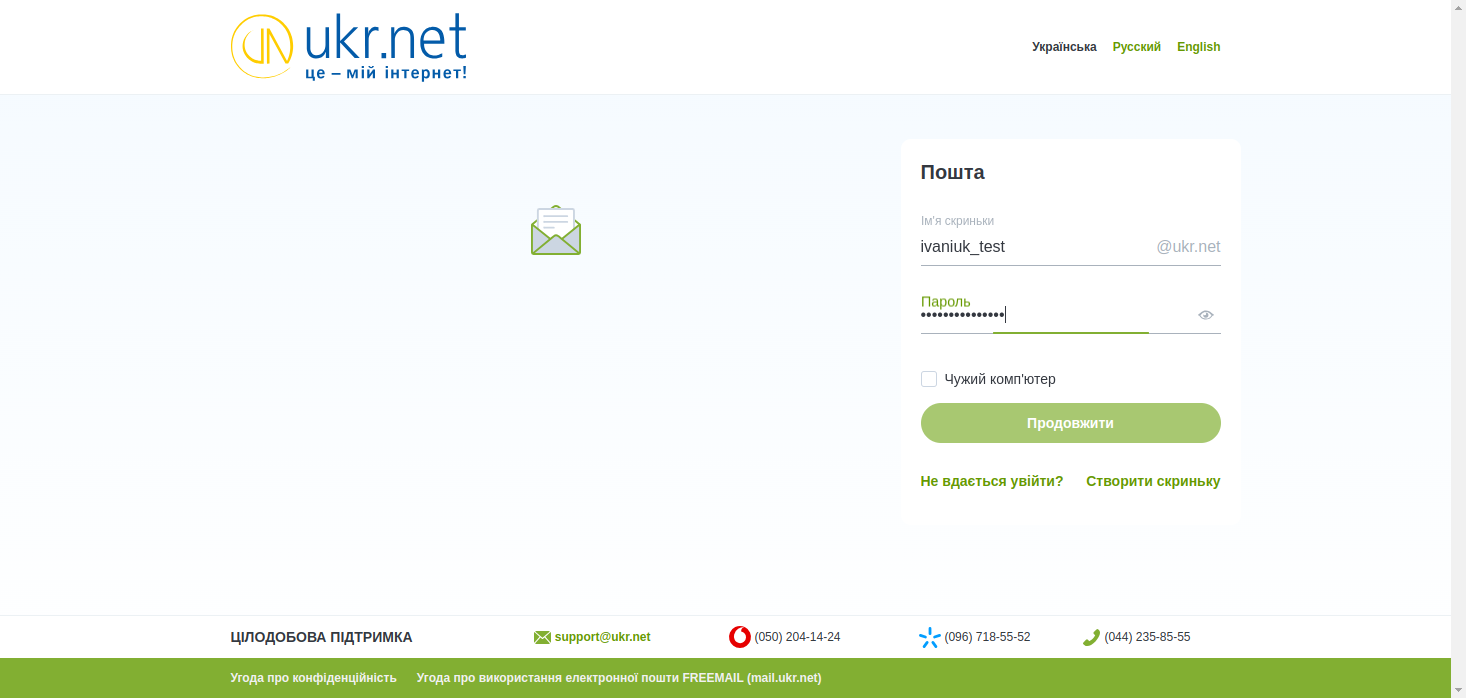 ukr.net
це – мій інтернет!
Українська Русский English
Пошта
Ім'я скриньки
ivaniuk_test @ukr.net
Пароль
•••••••••••••••
Чужий комп'ютер
Продовжити
Не вдається увійти? Створити скриньку
ЦІЛОДОБОВА ПІДТРИМКА support@ukr.net (050) 204-14-24 (096) 718-55-52 (044) 235-85-55
Угода про конфіденційність Угода про використання електронної пошти FREEMAIL (mail.ukr.net)